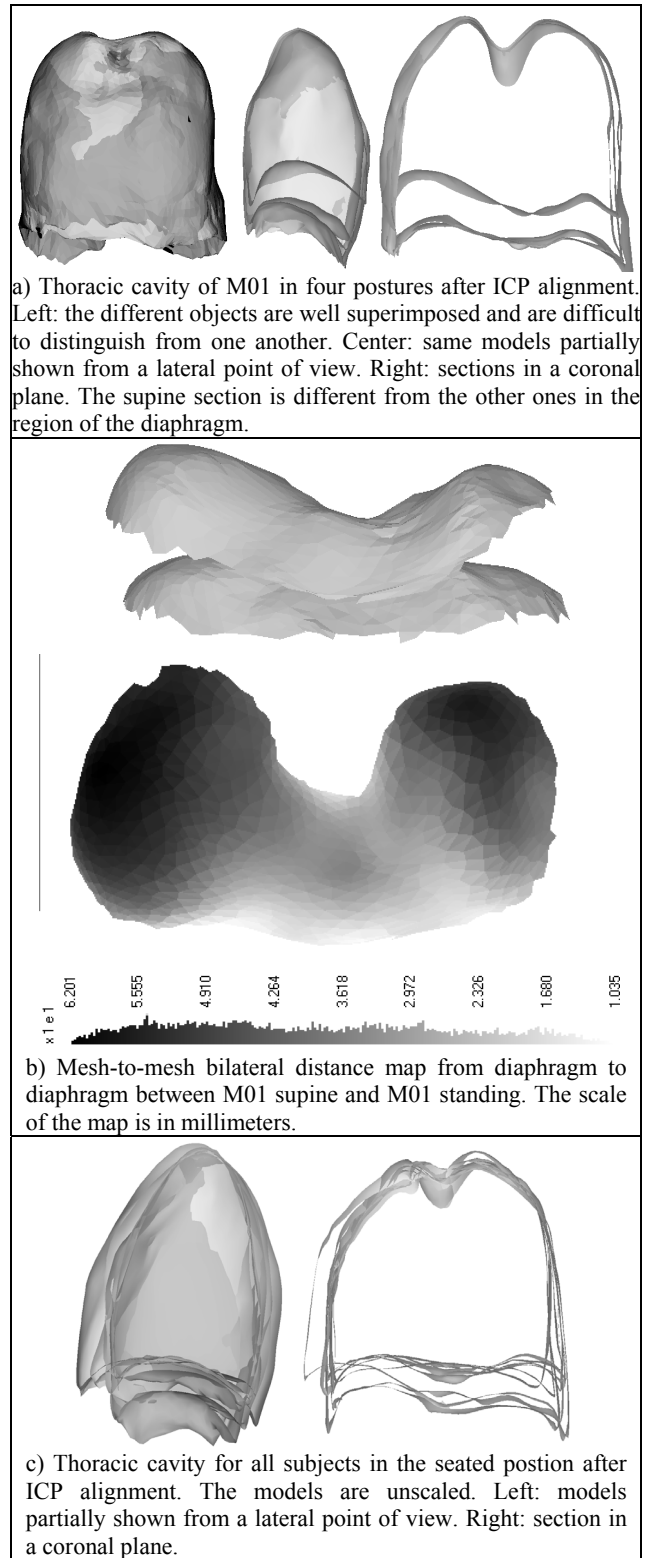 a) Thoracic cavity of M01 in four postures after ICP alignment.
Left: the different objects are well superimposed and are difficult
to distinguish from one another. Center: same models partially
shown from a lateral point of view. Right: sections in a coronal
plane. The supine section is different from the other ones in the
region of the diaphragm.
x 1 e 1
6.201
5.555
4.910
4.264
3.618
2.972
2.326
1.680
1.035
b) Mesh-to-mesh bilateral distance map from diaphragm to
diaphragm between M01 supine and M01 standing. The scale
of the map is in millimeters.
c) Thoracic cavity for all subjects in the seated postion after
ICP alignment. The models are unscaled. Left: models
partially shown from a lateral point of view. Right: section in
a coronal plane.